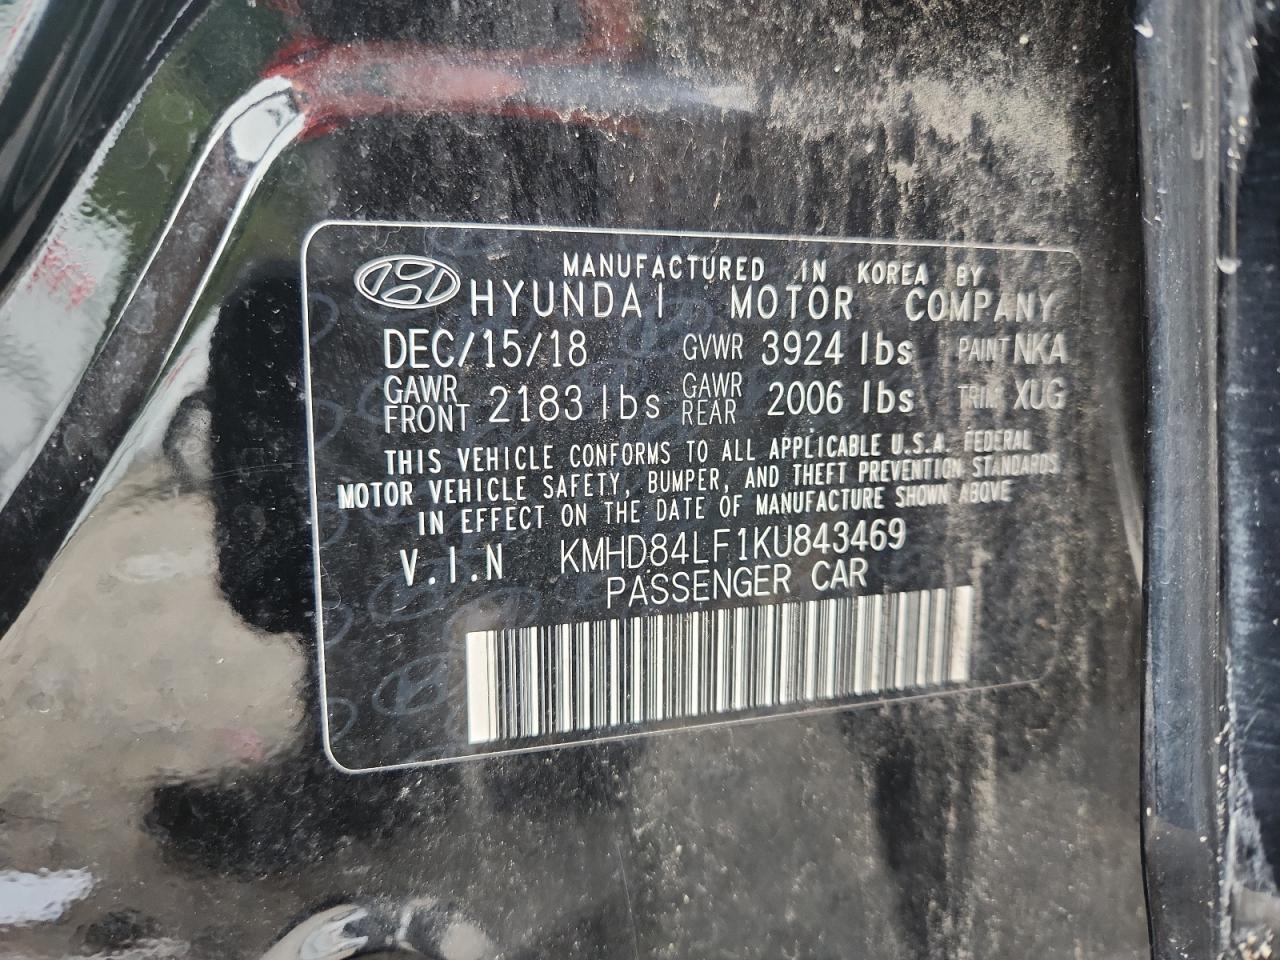 MANUFACTURED IN KOREA BY
HYUNDAI MOTOR COMPANY
DEC/15/18 GVWR 3924 lbs PAINT NKA
GAWR FRONT 2183 lbs GAWR REAR 2006 lbs TRIM XUG
THIS VEHICLE CONFORMS TO ALL APPLICABLE U.S.A. FEDERAL
MOTOR VEHICLE SAFETY, BUMPER, AND THEFT PREVENTION STANDARDS
IN EFFECT ON THE DATE OF MANUFACTURE SHOWN ABOVE
V.I.N KMHD84LF1KU843469
PASSENGER CAR